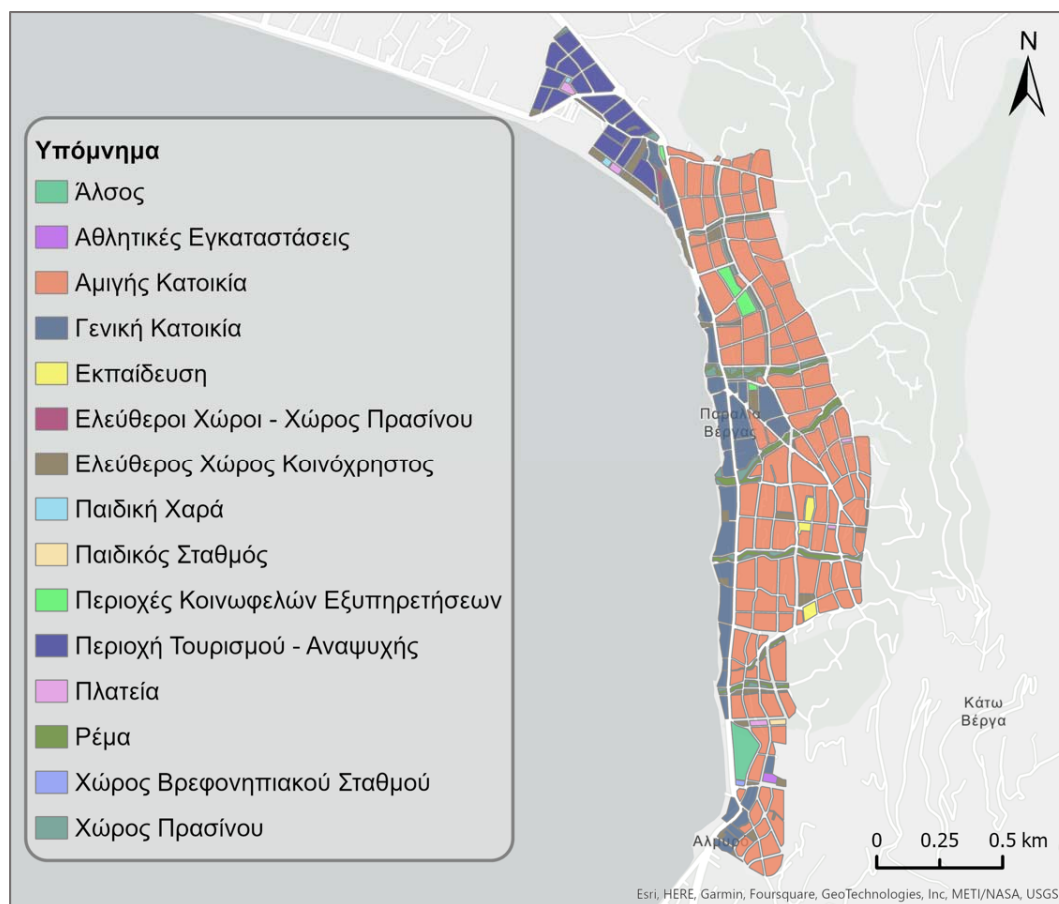 N
Υπόμνημα
Άλσος
Αθλητικές Εγκαταστάσεις
Αμιγής Κατοικία
Γενική Κατοικία
Εκπαίδευση
Ελεύθεροι Χώροι - Χώρος Πρασίνου
Ελεύθερος Χώρος Κοινόχρηστος
Παιδική Χαρά
Παιδικός Σταθμός
Περιοχές Κοινωφελών Εξυπηρετήσεων
Περιοχή Τουρισμού - Αναψυχής
Πλατεία
Ρέμα
Χώρος Βρεφονηπιακού Σταθμού
Χώρος Πρασίνου
Παραλία
Βέργας
Κάτω
Βέργα
Αλμυρό
0 0.25 0.5 km
Esri, HERE, Garmin, Foursquare, GeoTechnologies, Inc, METI/NASA, USGS